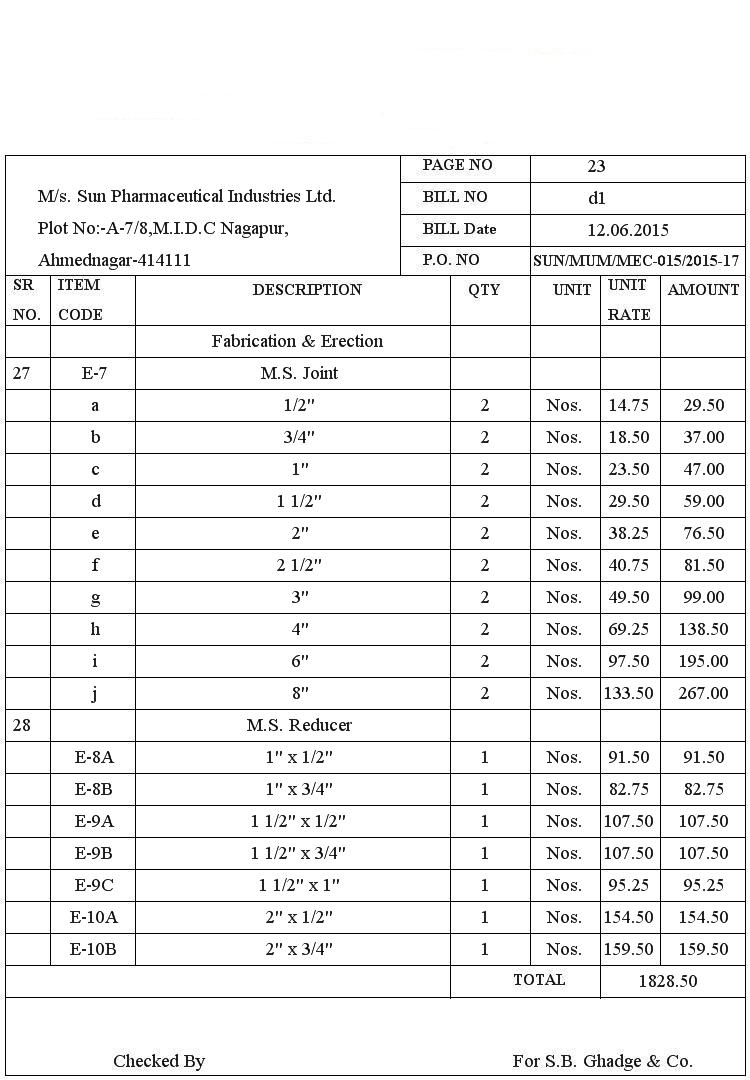 M/s. Sun Pharmaceutical Industries Ltd.
Plot No:-A-7/8,M.I.D.C Nagapur,
Ahmednagar-414111
PAGE NO 23
BILL NO d1
BILL Date 12.06.2015
P.O. NO SUN/MUM/MEC-015/2015-17
SR NO. ITEM CODE DESCRIPTION QTY UNIT UNIT RATE AMOUNT
Fabrication & Erection
27 E-7 M.S. Joint
a 1/2" 2 Nos. 14.75 29.50
b 3/4" 2 Nos. 18.50 37.00
c 1" 2 Nos. 23.50 47.00
d 1 1/2" 2 Nos. 29.50 59.00
e 2" 2 Nos. 38.25 76.50
f 2 1/2" 2 Nos. 40.75 81.50
g 3" 2 Nos. 49.50 99.00
h 4" 2 Nos. 69.25 138.50
i 6" 2 Nos. 97.50 195.00
j 8" 2 Nos. 133.50 267.00
28 M.S. Reducer
E-8A 1" x 1/2" 1 Nos. 91.50 91.50
E-8B 1" x 3/4" 1 Nos. 82.75 82.75
E-9A 1 1/2" x 1/2" 1 Nos. 107.50 107.50
E-9B 1 1/2" x 3/4" 1 Nos. 107.50 107.50
E-9C 1 1/2" x 1" 1 Nos. 95.25 95.25
E-10A 2" x 1/2" 1 Nos. 154.50 154.50
E-10B 2" x 3/4" 1 Nos. 159.50 159.50
TOTAL 1828.50
Checked By For S.B. Ghadge & Co.